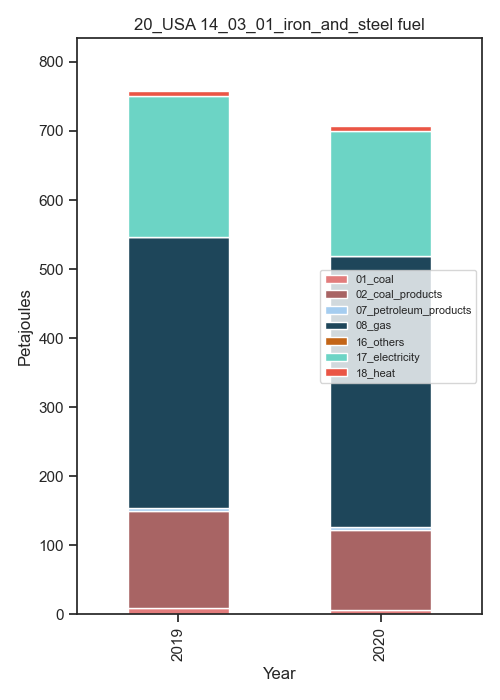 20_USA 14_03_01_iron_and_steel fuel
800
700
600
500
400
300
200
100
0
Petajoules
01_coal
02_coal_products
07_petroleum_products
08_gas
16_others
17_electricity
18_heat
2019
2020
Year